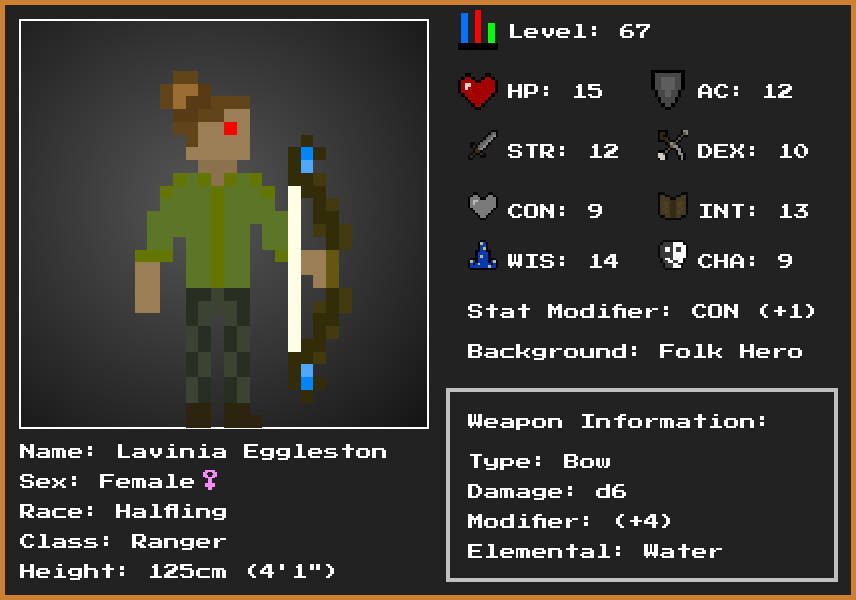 Level: 67
HP: 15
AC: 12
STR: 12
DEX: 10
CON: 9
INT: 13
WIS: 14
CHA: 9
Stat Modifier: CON (+1)
Background: Folk Hero
Weapon Information:
Type: Bow
Damage: d6
Modifier: (+4)
Elemental: Water
Name: Lavinia Eggleston
Sex: Female♀
Race: Halfling
Class: Ranger
Height: 125cm (4'1")